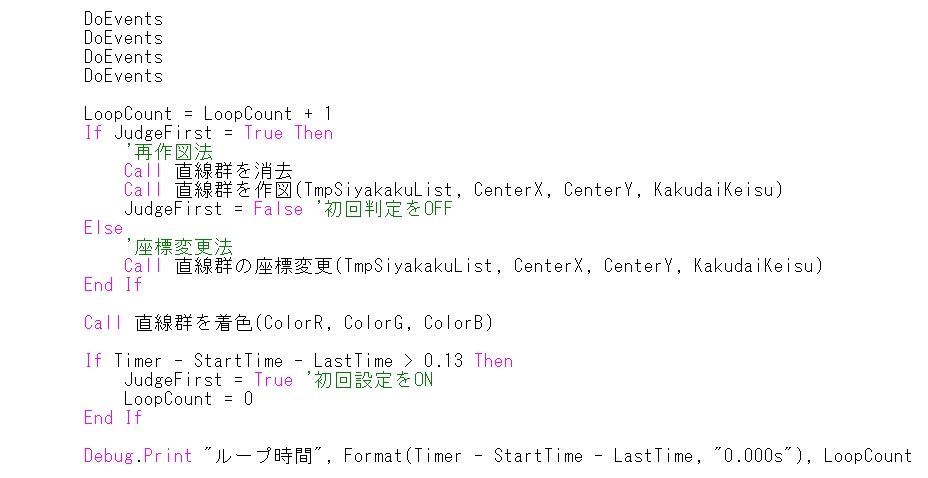 DoEvents
DoEvents
DoEvents
DoEvents
LoopCount = LoopCount + 1
If JudgeFirst = True Then
'再作図法
Call 直線群を消去
Call 直線群を作図(TmpSiyakakuList, CenterX, CenterY, KakudaiKeisu)
JudgeFirst = False '初回判定をOFF
Else
'座標変更法
Call 直線群の座標変更(TmpSiyakakuList, CenterX, CenterY, KakudaiKeisu)
End If
Call 直線群を着色(ColorR, ColorG, ColorB)
If Timer - StartTime - LastTime > 0.13 Then
JudgeFirst = True '初回設定をON
LoopCount = 0
End If
Debug.Print "ループ時間", Format(Timer - StartTime - LastTime, "0.000s"), LoopCount